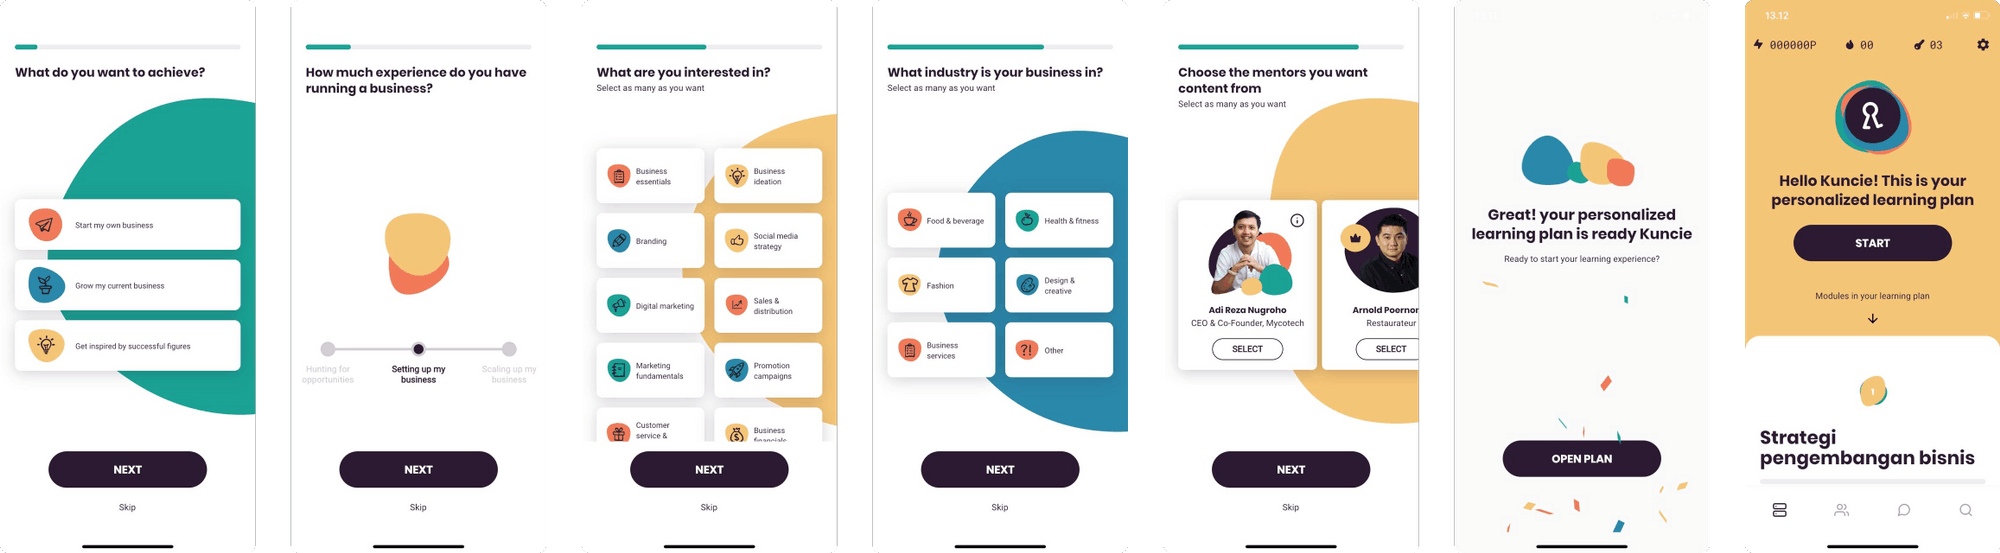 What do you want to achieve?
Start my own business
Grow my current business
Get inspired by successful figures
NEXT
Skip
How much experience do you have
running a business?
Hunting for
opportunities
Setting up my
business
Scaling up my
business
NEXT
Skip
What are you interested in?
Select as many as you want
Business
essentials
Business
ideation
Branding
Social media
strategy
Digital marketing
Sales &
distribution
Marketing
fundamentals
Promotion
campaigns
Customer
service &
Business
financials
NEXT
Skip
What industry is your business in?
Select as many as you want
Food & beverage
Health & fitness
Fashion
Design &
creative
Business
services
?! Other
NEXT
Skip
Choose the mentors you want
content from
Select as many as you want
Adi Reza Nugroho
CEO & Co-Founder, Mycotech
SELECT
Arnold Poernor
Restaurateur
SELECT
NEXT
Skip
Great! your personalized
learning plan is ready Kuncie
Ready to start your learning experience?
OPEN PLAN
13.12
000000P 00 03
Hello Kuncie! This is your
personalized learning plan
START
Modules in your learning plan
1
Strategi
pengembangan bisnis